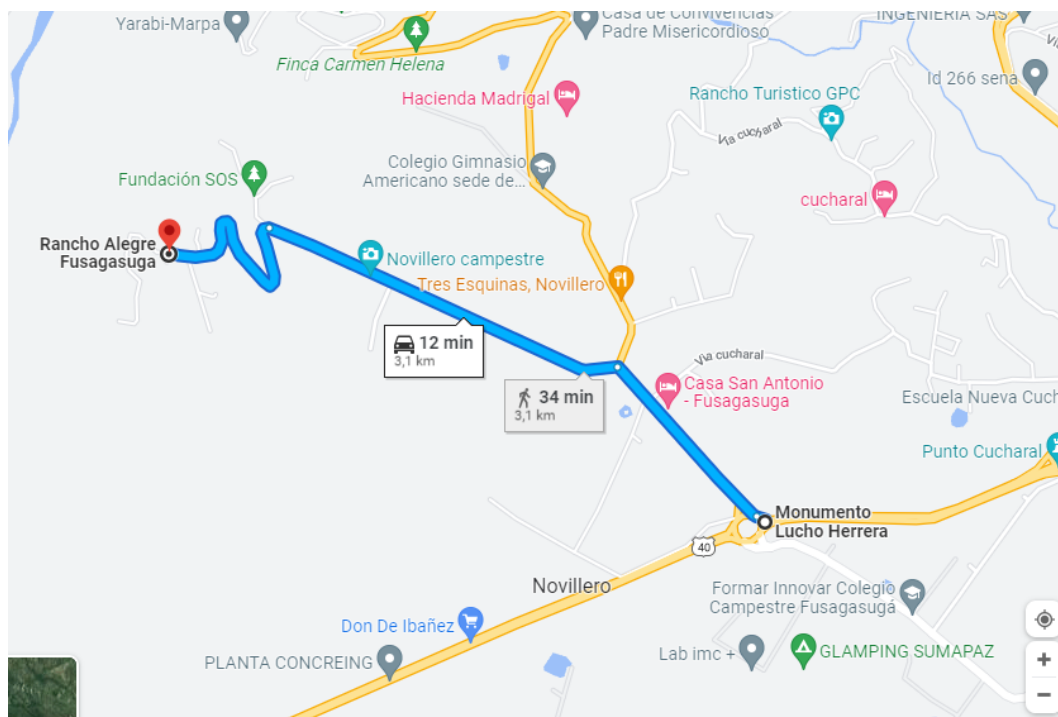 INGENIERIA SAS
Yarabi-Marpa
Casa de Convivencias
Padre Misericordioso
Finca Carmen Helena
Id 266 sena
Hacienda Madrigal
Rancho Turistico GPC
Via cucharal
Colegio Gimnasio
Americano sede de...
Fundación SOS
cucharal
Rancho Alegre
Fusagasuga
Novillero campestre
Tres Esquinas, Novillero
12 min
3,1 km
Via cucharal
34 min
3,1 km
Casa San Antonio
- Fusagasuga
Escuela Nueva Cuch
Punto Cucharal
Monumento
Lucho Herrera
40
Novillero
Formar Innovar Colegio
Campestre Fusagasugá
Don De Ibañez
Lab imc +
GLAMPING SUMAPAZ
PLANTA CONCREING